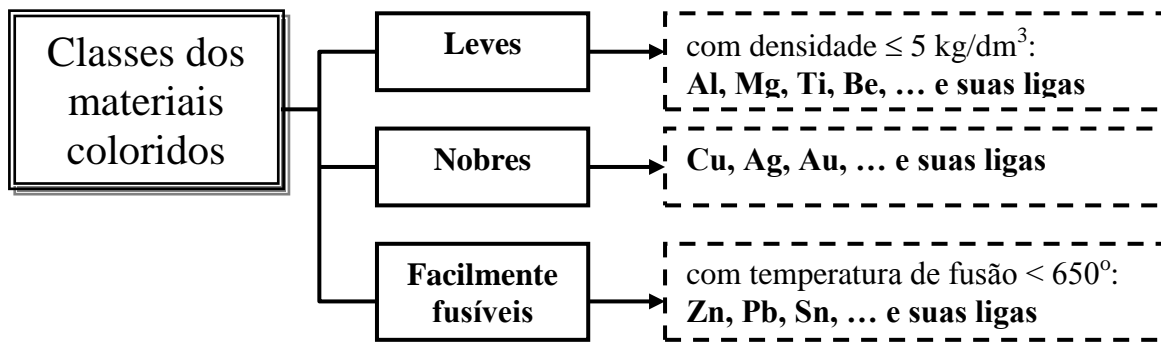 Classes dos
materiais
coloridos
Leves
com densidade ≤ 5 kg/dm³:
Al, Mg, Ti, Be, … e suas ligas
Nobres
Cu, Ag, Au, … e suas ligas
Facilmente
fusíveis
com temperatura de fusão < 650º:
Zn, Pb, Sn, … e suas ligas